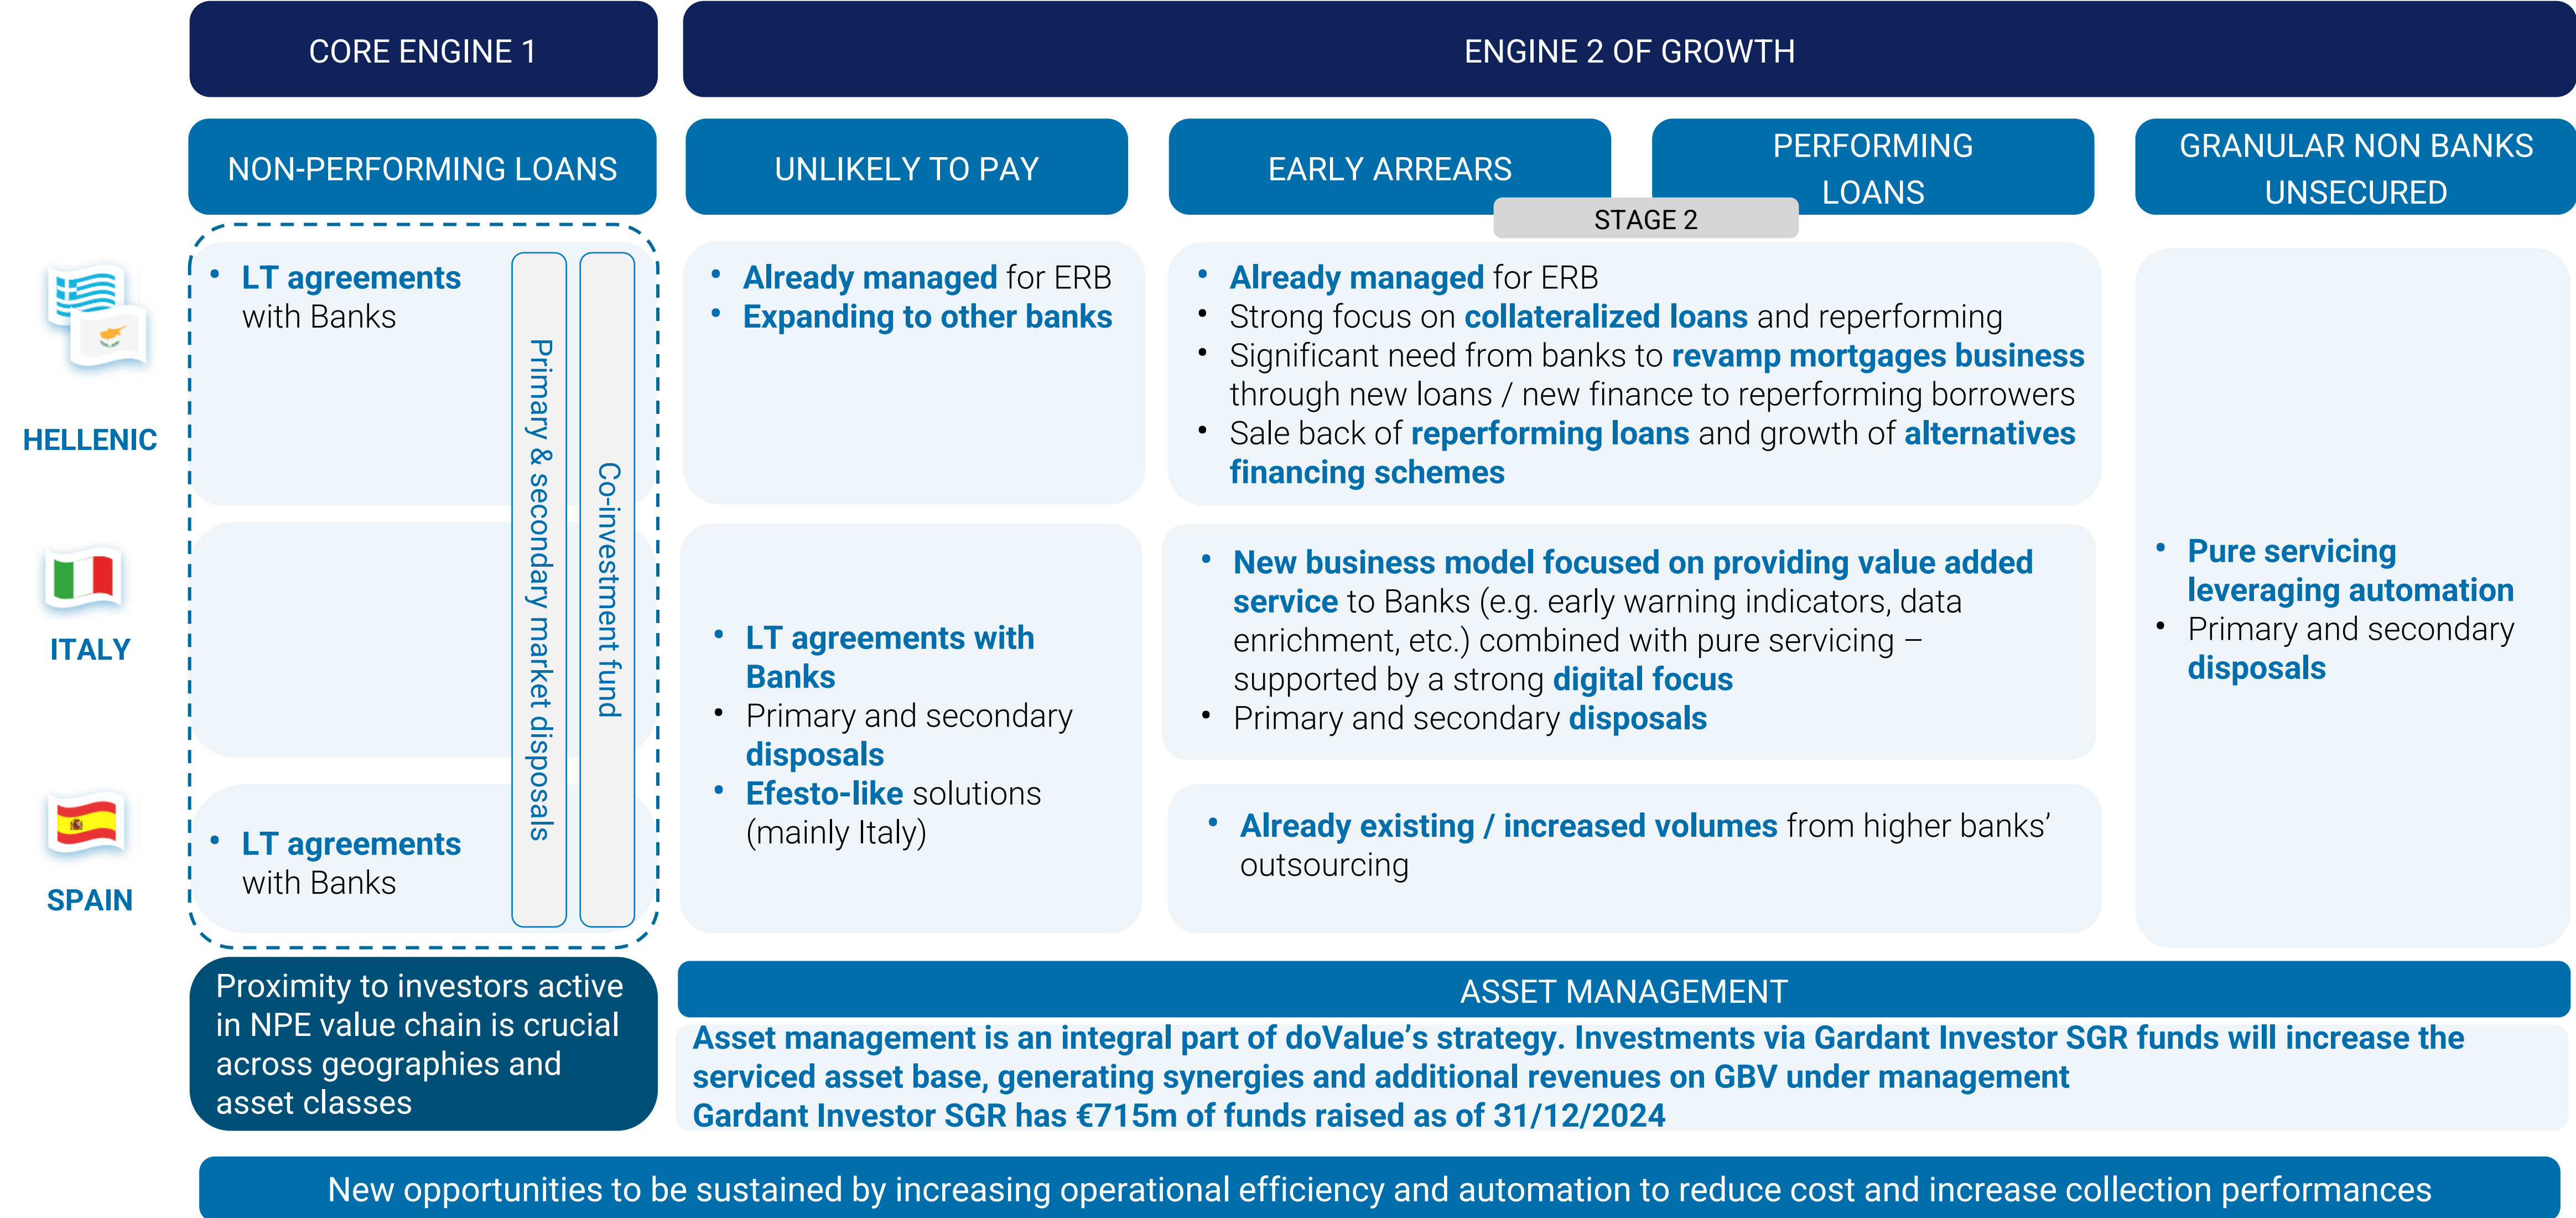 CORE ENGINE 1
ENGINE 2 OF GROWTH
NON-PERFORMING LOANS
UNLIKELY TO PAY
EARLY ARREARS
PERFORMING
LOANS
GRANULAR NON BANKS
UNSECURED
STAGE 2
HELLENIC
• LT agreements
with Banks
Primary & secondary market disposals
Co-investment fund
• Already managed for ERB
• Expanding to other banks
• Already managed for ERB
• Strong focus on collateralized loans and reperforming
• Significant need from banks to revamp mortgages business
through new loans / new finance to reperforming borrowers
• Sale back of reperforming loans and growth of alternatives
financing schemes
ITALY
• LT agreements with
Banks
• Primary and secondary
disposals
• Efesto-like solutions
(mainly Italy)
• New business model focused on providing value added
service to Banks (e.g. early warning indicators, data
enrichment, etc.) combined with pure servicing –
supported by a strong digital focus
• Primary and secondary disposals
• Pure servicing
leveraging automation
• Primary and secondary
disposals
SPAIN
• LT agreements
with Banks
• Already existing / increased volumes from higher banks’
outsourcing
Proximity to investors active
in NPE value chain is crucial
across geographies and
asset classes
ASSET MANAGEMENT
Asset management is an integral part of doValue’s strategy. Investments via Gardant Investor SGR funds will increase the
serviced asset base, generating synergies and additional revenues on GBV under management
Gardant Investor SGR has €715m of funds raised as of 31/12/2024
New opportunities to be sustained by increasing operational efficiency and automation to reduce cost and increase collection performances